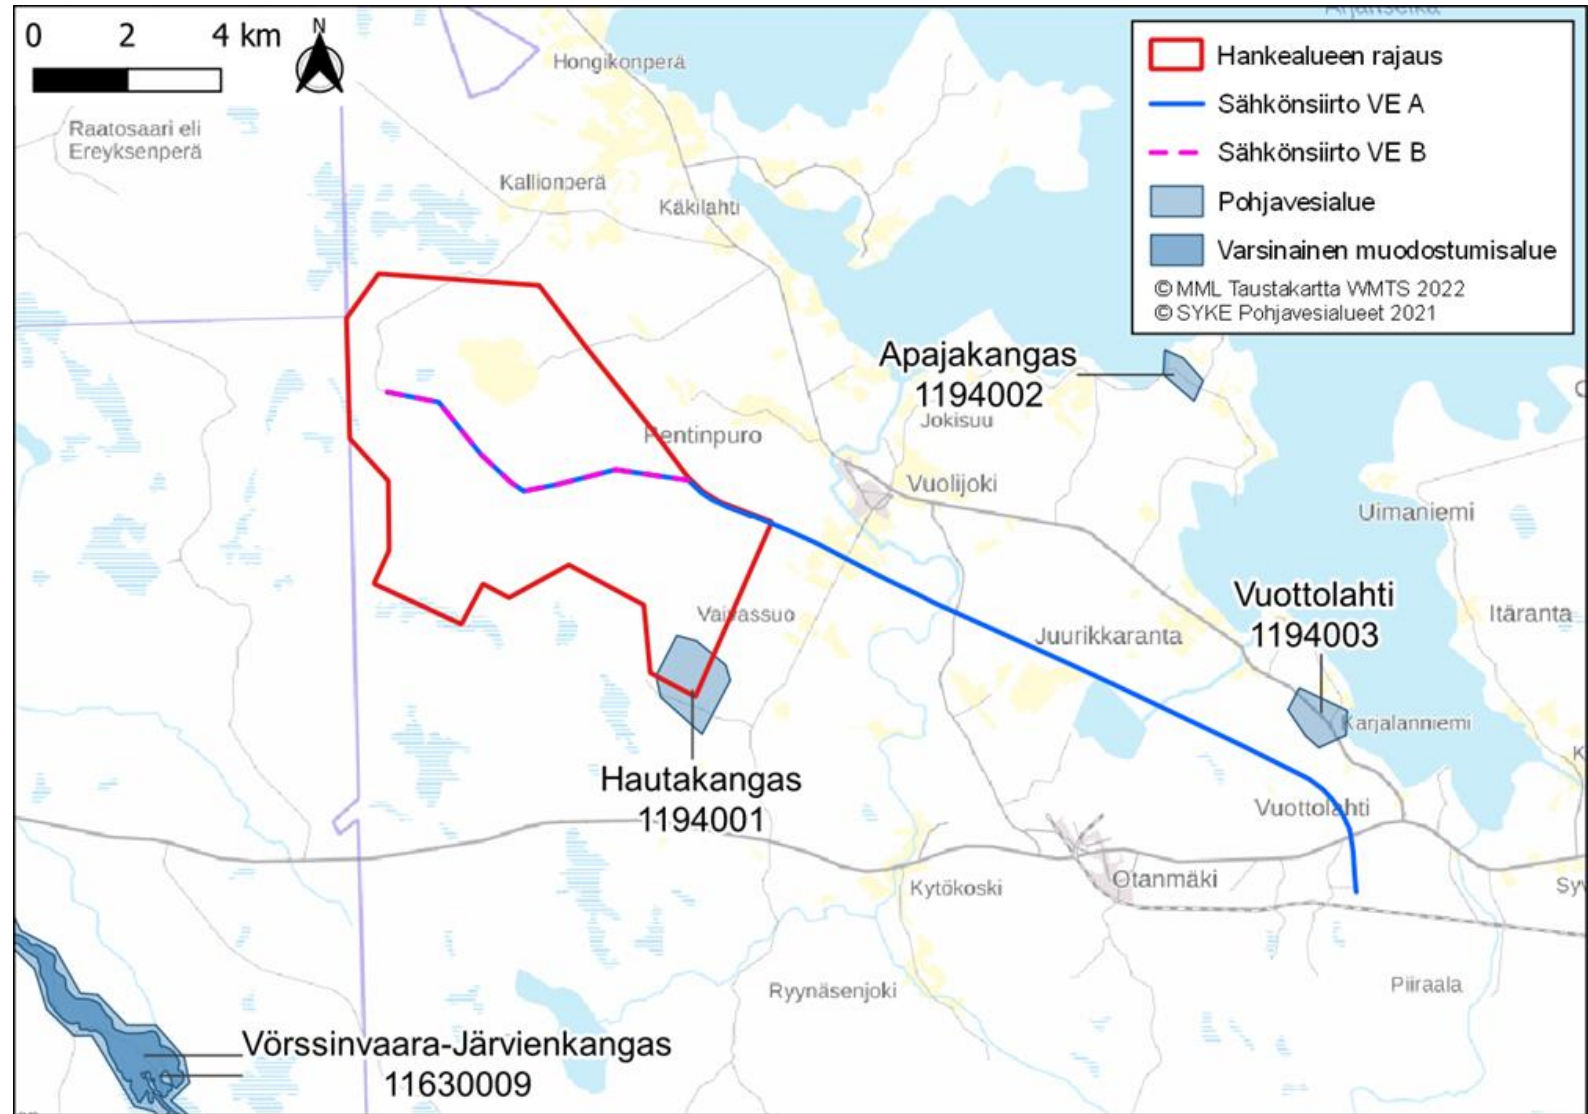 0 2 4 km
N
Hankealueen rajaus
Sähkönsiirto VE A
Sähkönsiirto VE B
Pohjavesialue
Varsinainen muodostumisalue
© MML Taustakartta WMTS 2022
© SYKE Pohjavesialueet 2021
Hongikonperä
Raatosaari eli
Ereyksenperä
Kallionperä
Käkilahti
Apajakangas
1194002
Jokisuu
Pentinpuro
Vuolijoki
Uimaniemi
Vuottolahti
1194003
Itäranta
Vaivassuo
Juurikkaranta
Karjalanniemi
Hautakangas
1194001
Vuottolahti
Kytökoski
Otanmäki
Ryynäsenjoki
Piiraala
Vörssinvaara-Järvienkangas
11630009